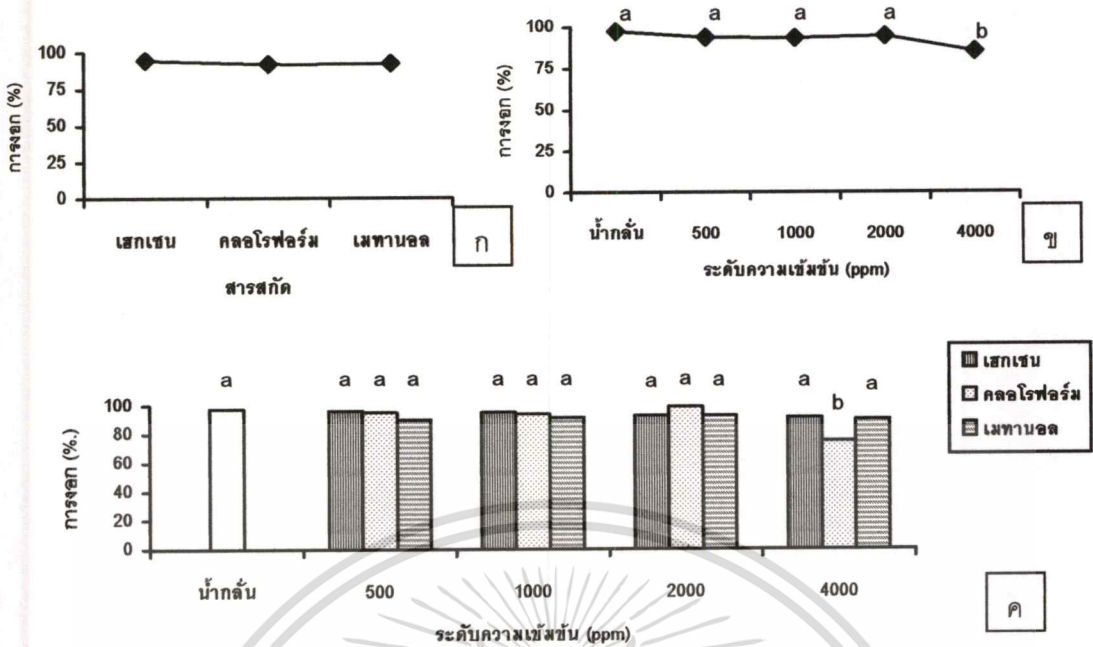 การงอก (%)
100
75
50
25
0
เฮกเซน คลอโรฟอร์ม เมทานอล
สารสกัด
ก
การงอก (%)
100
75
50
25
0
a a a a b
น้ำกลั่น 500 1000 2000 4000
ระดับความเข้มข้น (ppm)
ข
การงอก (%.)
100
80
60
40
20
0
a a a a a a a a a a a b a
น้ำกลั่น 500 1000 2000 4000
ระดับความเข้มข้น (ppm)
เฮกเซน
คลอโรฟอร์ม
เมทานอล
ค